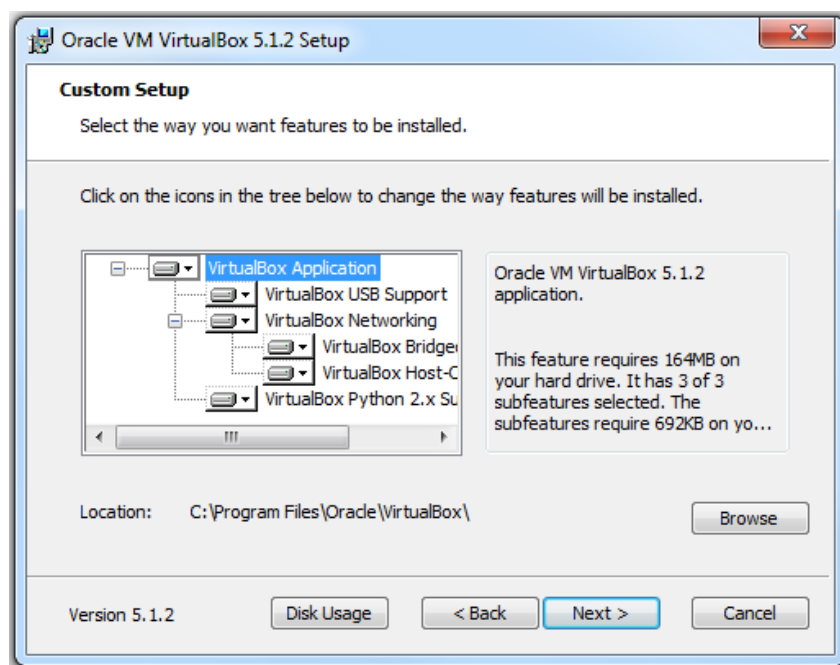 Oracle VM VirtualBox 5.1.2 Setup
Custom Setup
Select the way you want features to be installed.
Click on the icons in the tree below to change the way features will be installed.
VirtualBox Application
VirtualBox USB Support
VirtualBox Networking
VirtualBox Bridge
VirtualBox Host-C
VirtualBox Python 2.x Su
Oracle VM VirtualBox 5.1.2
application.
This feature requires 164MB on
your hard drive. It has 3 of 3
subfeatures selected. The
subfeatures require 692KB on yo...
Location: C:\Program Files\Oracle\VirtualBox\
Browse
Version 5.1.2
Disk Usage
< Back
Next >
Cancel